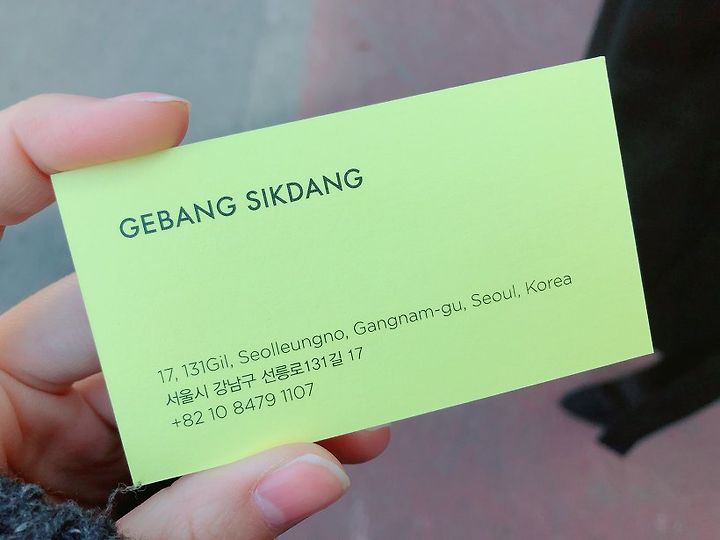 GEBANG SIKDANG
17, 131Gil, Seolleungno, Gangnam-gu, Seoul, Korea
서울시 강남구 선릉로131길 17
+82 10 8479 1107